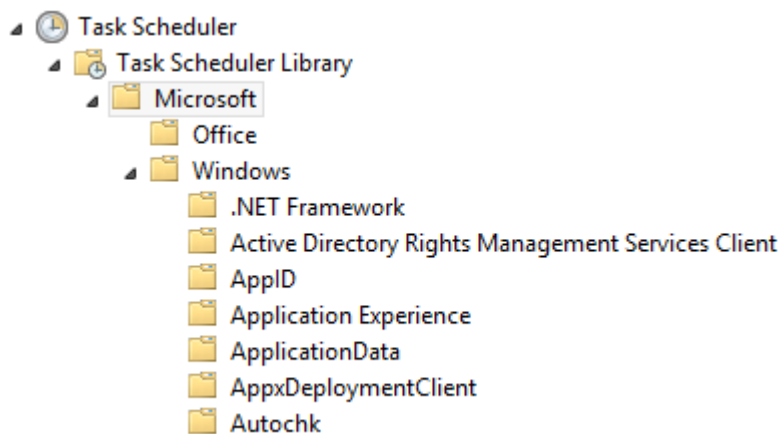 Task Scheduler
Task Scheduler Library
Microsoft
Office
Windows
.NET Framework
Active Directory Rights Management Services Client
AppID
Application Experience
ApplicationData
AppxDeploymentClient
Autochk